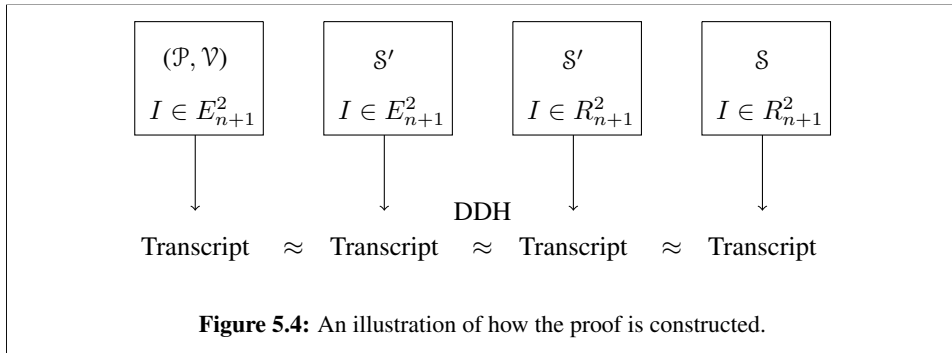 (𝒫, 𝒱) 𝒮′ 𝒮′ 𝒮
I ∈ E²ₙ₊₁ I ∈ E²ₙ₊₁ I ∈ R²ₙ₊₁ I ∈ R²ₙ₊₁
DDH
Transcript ≈ Transcript ≈ Transcript ≈ Transcript
Figure 5.4: An illustration of how the proof is constructed.